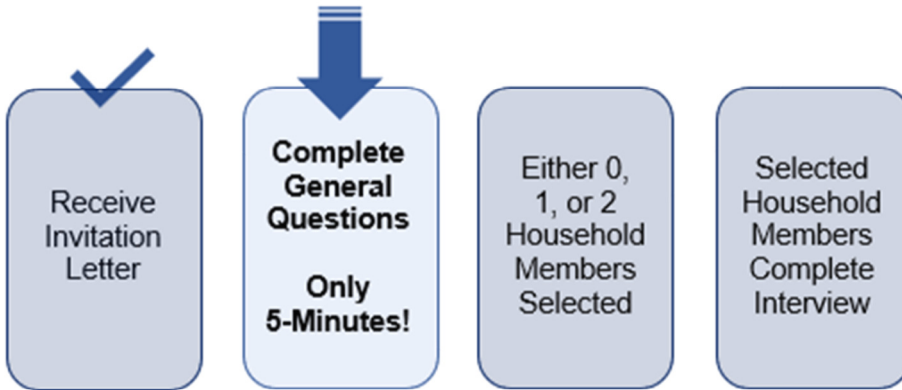 Receive
Invitation
Letter
Complete
General
Questions
Only
5-Minutes!
Either 0,
1, or 2
Household
Members
Selected
Selected
Household
Members
Complete
Interview